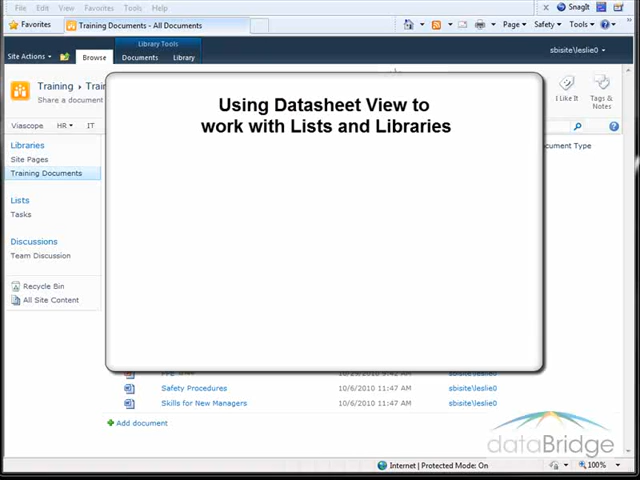 File Edit View Favorites Tools Help
SnagIt
Favorites Training Documents - All Documents
Page Safety Tools
Library Tools
Site Actions Browse Documents Library
sbisite\leslie0
Training Trai
Share a document
I Like It Tags & Notes
Using Datasheet View to
work with Lists and Libraries
Viascope HR IT
Libraries
ocument Type
Site Pages
Training Documents
Lists
Tasks
Discussions
Team Discussion
Recycle Bin
All Site Content
Safety Procedures 10/6/2010 11:47 AM sbisite\leslie0
Skills for New Managers 10/6/2010 11:47 AM sbisite\leslie0
Add document
dataBridge
Internet | Protected Mode: On 100%